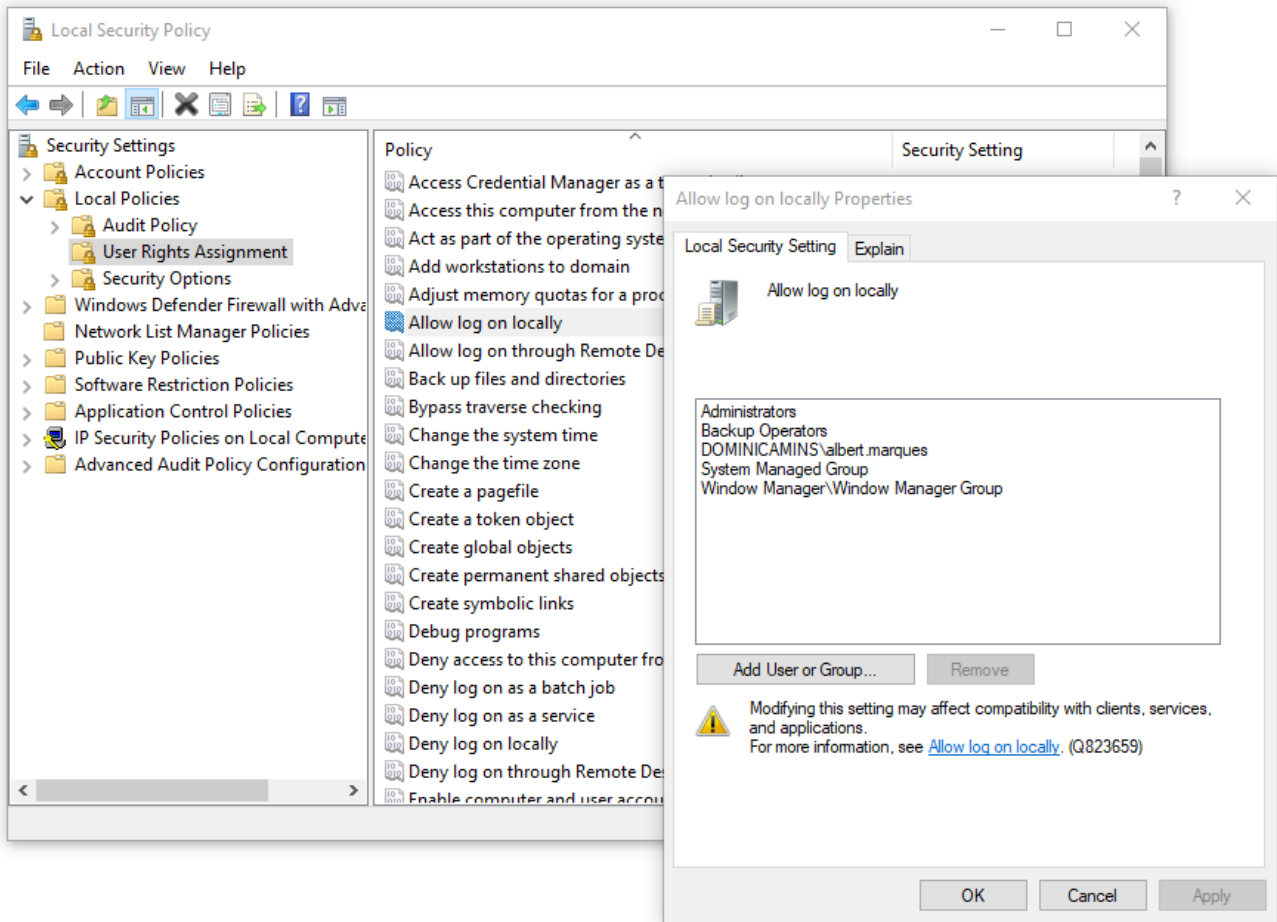 Local Security Policy
File Action View Help
Security Settings
Account Policies
Local Policies
Audit Policy
User Rights Assignment
Security Options
Windows Defender Firewall with Adva
Network List Manager Policies
Public Key Policies
Software Restriction Policies
Application Control Policies
IP Security Policies on Local Compute
Advanced Audit Policy Configuration
Policy Security Setting
Access Credential Manager as a t
Access this computer from the n
Act as part of the operating syste
Add workstations to domain
Adjust memory quotas for a proc
Allow log on locally
Allow log on through Remote De
Back up files and directories
Bypass traverse checking
Change the system time
Change the time zone
Create a pagefile
Create a token object
Create global objects
Create permanent shared objects
Create symbolic links
Debug programs
Deny access to this computer fro
Deny log on as a batch job
Deny log on as a service
Deny log on locally
Deny log on through Remote Des
Enable computer and user accou
Allow log on locally Properties
Local Security Setting Explain
Allow log on locally
Administrators
Backup Operators
DOMINICAMINS\albert.marques
System Managed Group
Window Manager\Window Manager Group
Add User or Group... Remove
Modifying this setting may affect compatibility with clients, services,
and applications.
For more information, see Allow log on locally. (Q823659)
OK Cancel Apply